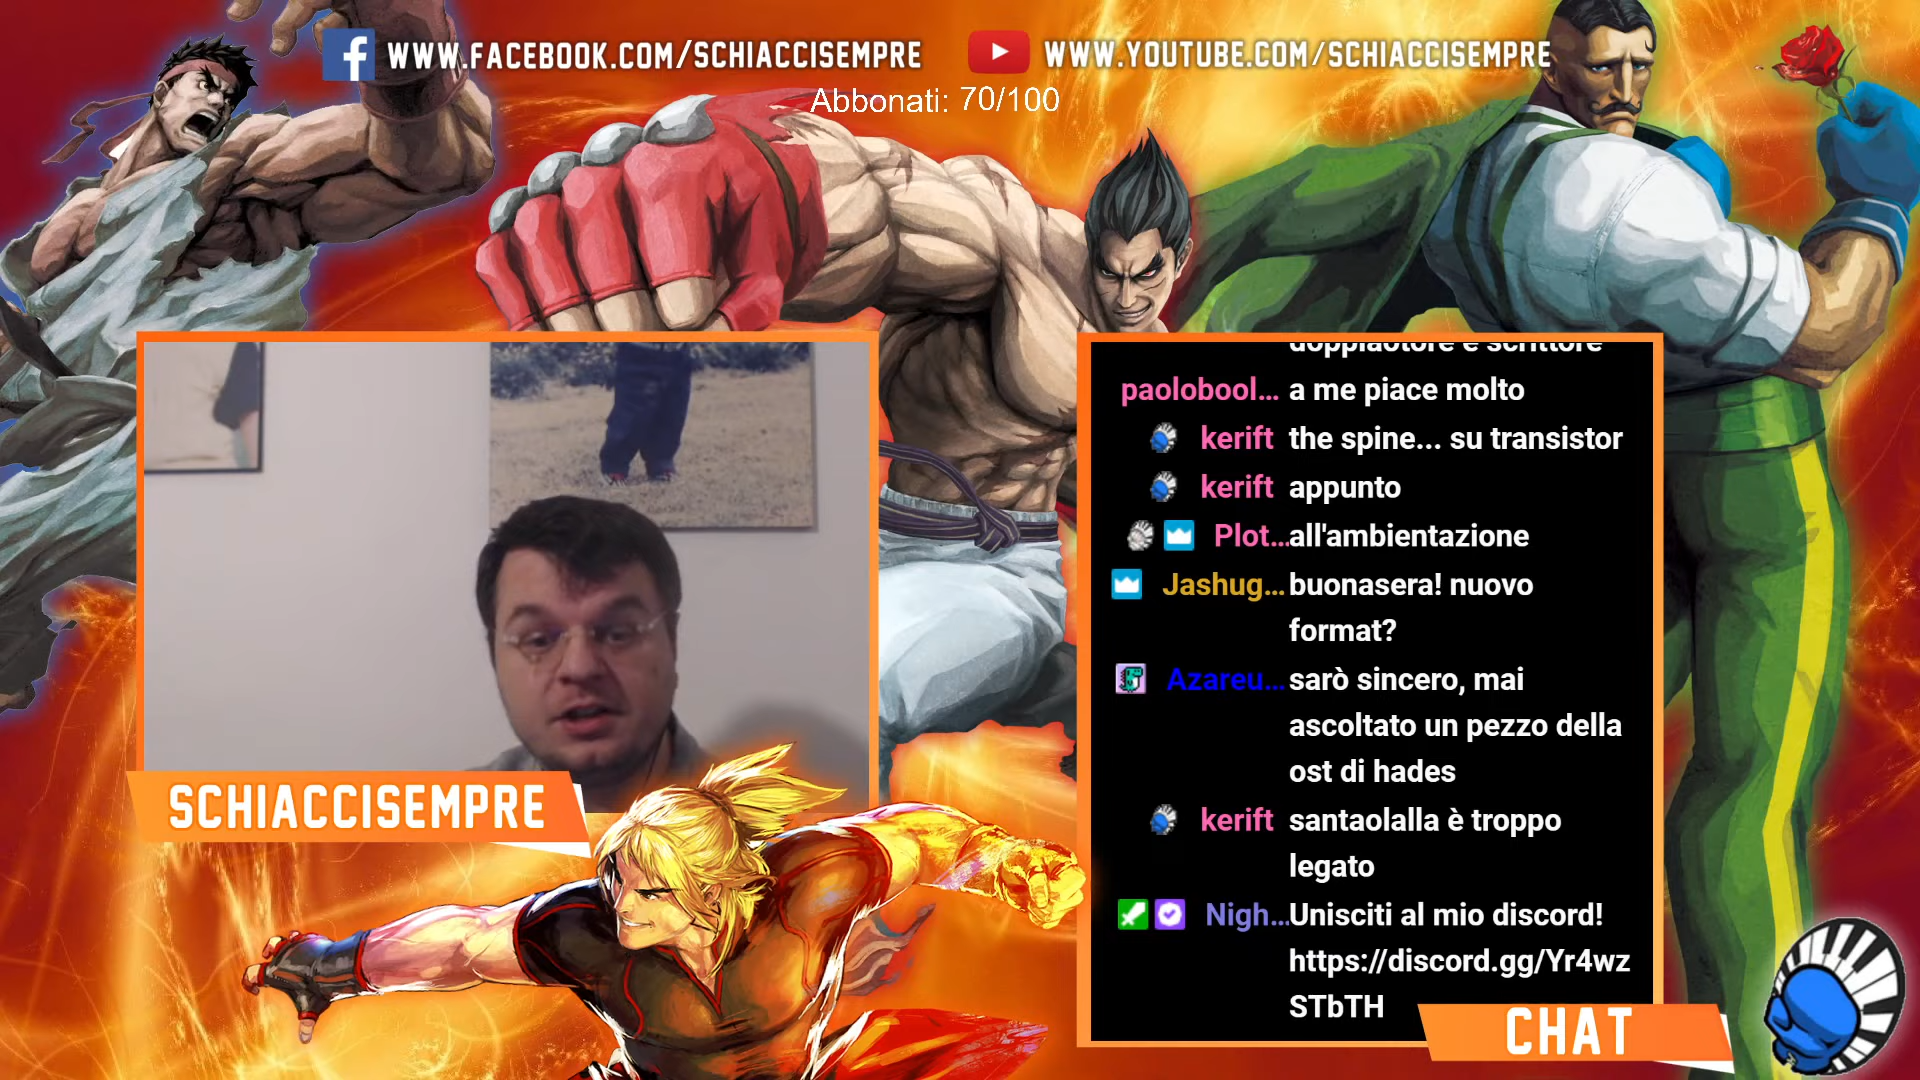 WWW.FACEBOOK.COM/SCHIACCISEMPRE
WWW.YOUTUBE.COM/SCHIACCISEMPRE
Abbonati: 70/100
doppiaotore e scrittore
paolobool... a me piace molto
kerift the spine... su transistor
kerift appunto
Plot... all'ambientazione
Jashug... buonasera! nuovo
format?
Azareu... sarò sincero, mai
ascoltato un pezzo della
ost di hades
kerift santaolalla è troppo
legato
Nigh... Unisciti al mio discord!
https://discord.gg/Yr4wz
STbTH
SCHIACCISEMPRE
CHAT